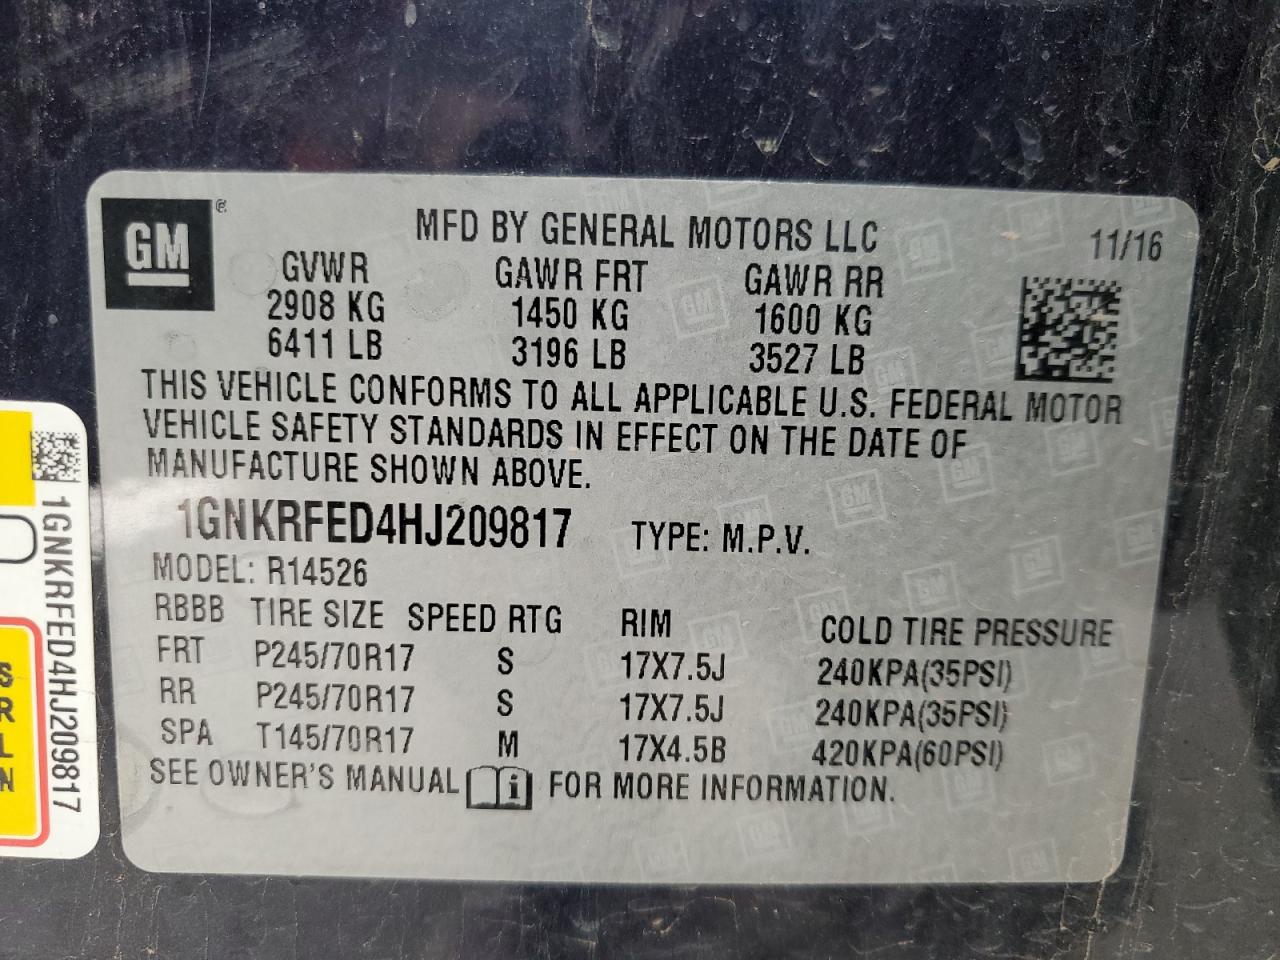 GM ®
MFD BY GENERAL MOTORS LLC 11/16
GVWR GAWR FRT GAWR RR
2908 KG 1450 KG 1600 KG
6411 LB 3196 LB 3527 LB
THIS VEHICLE CONFORMS TO ALL APPLICABLE U.S. FEDERAL MOTOR
VEHICLE SAFETY STANDARDS IN EFFECT ON THE DATE OF
MANUFACTURE SHOWN ABOVE.
1GNKRFED4HJ209817 TYPE: M.P.V.
MODEL: R14526
RBBB TIRE SIZE SPEED RTG RIM COLD TIRE PRESSURE
FRT P245/70R17 S 17X7.5J 240KPA(35PSI)
RR P245/70R17 S 17X7.5J 240KPA(35PSI)
SPA T145/70R17 M 17X4.5B 420KPA(60PSI)
SEE OWNER'S MANUAL i FOR MORE INFORMATION.
1GNKRFED4HJ209817
S
R
L
N